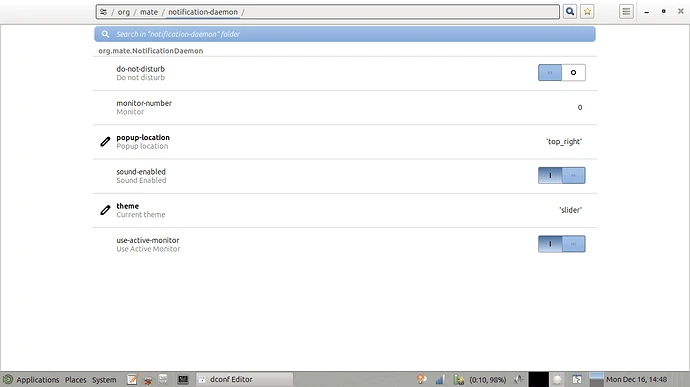 / org / mate / notification-daemon /
Search in "notification-daemon" folder
org.mate.NotificationDaemon
do-not-disturb
Do not disturb
monitor-number
Monitor
0
popup-location
Popup location
'top_right'
sound-enabled
Sound Enabled
theme
Current theme
'slider'
use-active-monitor
Use Active Monitor
Applications Places System
dconf Editor
(0:10, 98%)
Mon Dec 16, 14:48